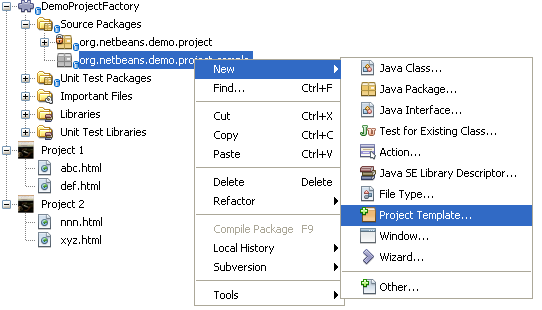 DemoProjectFactory
Source Packages
org.netbeans.demo.project
org.netbeans.demo.project.sample
Unit Test Packages
Important Files
Libraries
Unit Test Libraries
Project 1
abc.html
def.html
Project 2
nnn.html
xyz.html
New
Find... Ctrl+F
Cut Ctrl+X
Copy Ctrl+C
Paste Ctrl+V
Delete Delete
Refactor
Compile Package F9
Local History
Subversion
Tools
Java Class...
Java Package...
Java Interface...
Test for Existing Class...
Action...
Java SE Library Descriptor...
File Type...
Project Template...
Window...
Wizard...
Other...